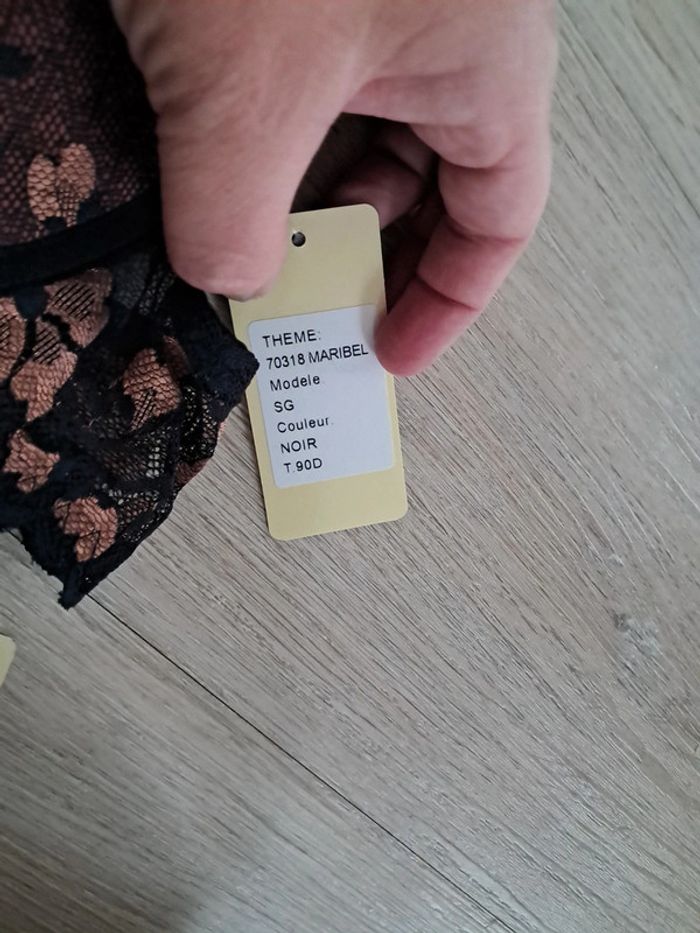 THEME:
70318 MARIBEL
Modele.
SG
Couleur.
NOIR
T.90D